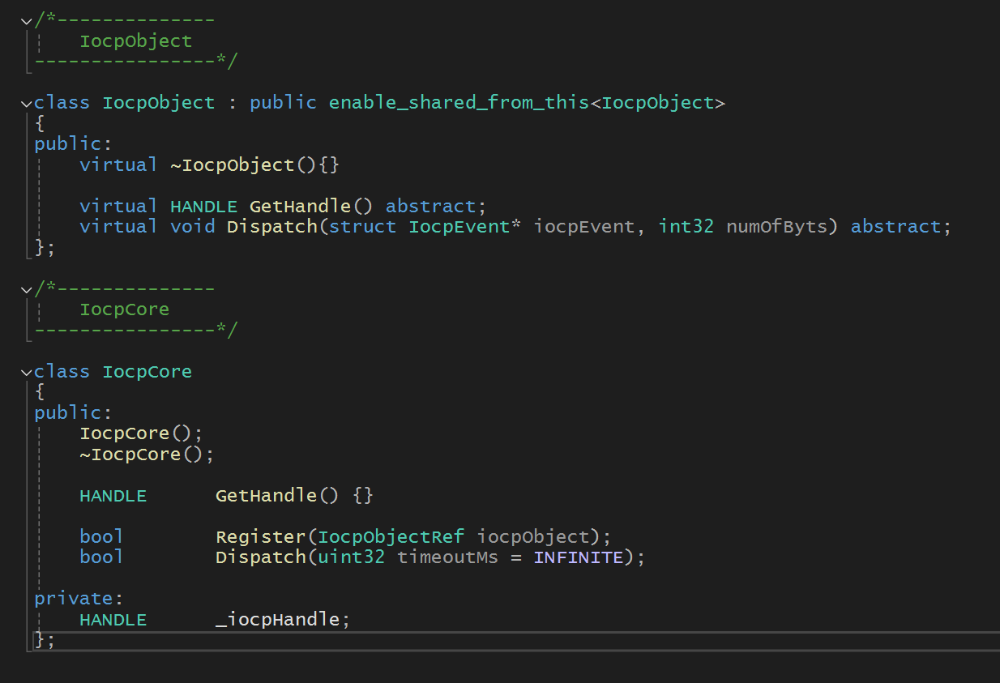 /*--------------
    IocpObject
----------------*/

class IocpObject : public enable_shared_from_this<IocpObject>
{
public:
    virtual ~IocpObject(){}

    virtual HANDLE GetHandle() abstract;
    virtual void Dispatch(struct IocpEvent* iocpEvent, int32 numOfByts) abstract;
};

/*--------------
    IocpCore
----------------*/

class IocpCore
{
public:
    IocpCore();
    ~IocpCore();

    HANDLE      GetHandle() {}

    bool        Register(IocpObjectRef iocpObject);
    bool        Dispatch(uint32 timeoutMs = INFINITE);

private:
    HANDLE      _iocpHandle;
};